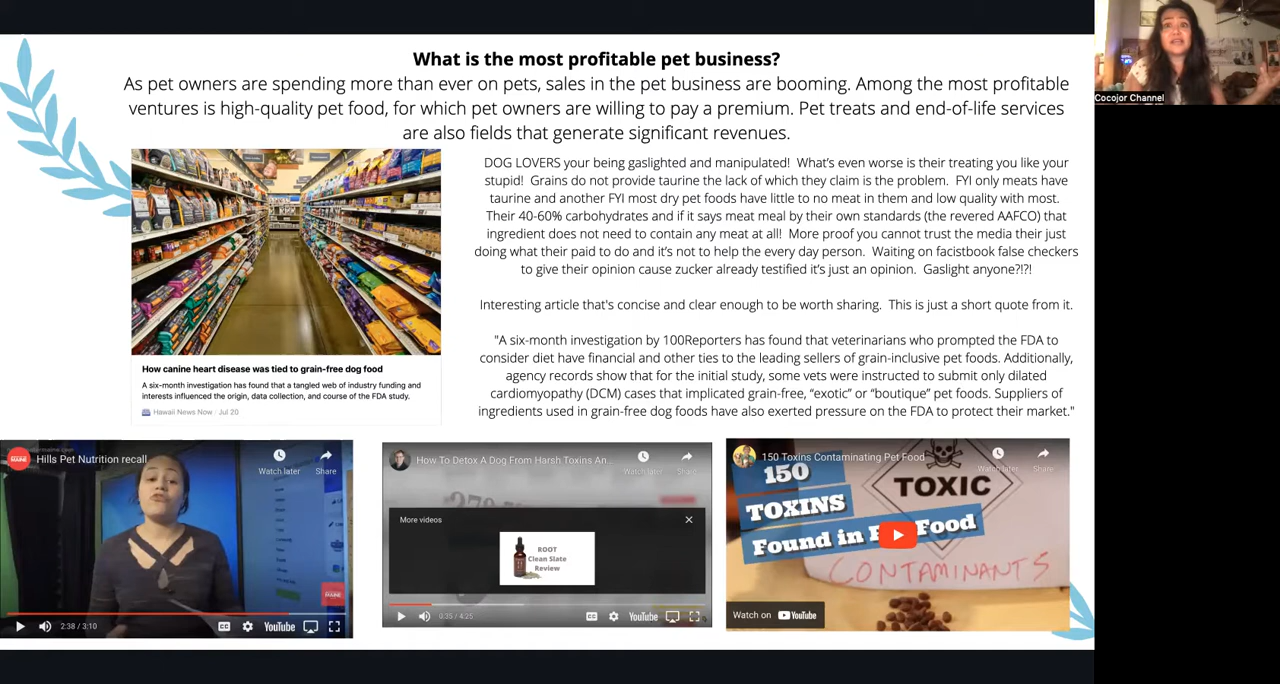 What is the most profitable pet business?
As pet owners are spending more than ever on pets, sales in the pet business are booming. Among the most profitable
ventures is high-quality pet food, for which pet owners are willing to pay a premium. Pet treats and end-of-life services
are also fields that generate significant revenues.
Cocojor Channel
DOG LOVERS your being gaslighted and manipulated! What's even worse is their treating you like your
stupid! Grains do not provide taurine the lack of which they claim is the problem. FYI only meats have
taurine and another FYI most dry pet foods have little to no meat in them and low quality with most.
Their 40-60% carbohydrates and if it says meat meal by their own standards (the revered AAFCO) that
ingredient does not need to contain any meat at all! More proof you cannot trust the media their just
doing what their paid to do and it's not to help the every day person. Waiting on facistbook false checkers
to give their opinion cause zucker already testified it's just an opinion. Gaslight anyone?!?!
Interesting article that's concise and clear enough to be worth sharing. This is just a short quote from it.
"A six-month investigation by 100Reporters has found that veterinarians who prompted the FDA to
consider diet have financial and other ties to the leading sellers of grain-inclusive pet foods. Additionally,
agency records show that for the initial study, some vets were instructed to submit only dilated
cardiomyopathy (DCM) cases that implicated grain-free, “exotic” or “boutique” pet foods. Suppliers of
ingredients used in grain-free dog foods have also exerted pressure on the FDA to protect their market."
How canine heart disease was tied to grain-free dog food
A six-month investigation has found that a tangled web of industry funding and
interests influenced the origin, data collection, and course of the FDA study.
Hawaii News Now · Jul 20
Hills Pet Nutrition recall
Watch later
Share
MAINE
2:38 / 3:10
CC
YouTube
How To Detox A Dog From Harsh Toxins An...
Watch later
Share
More videos
ROOT
Clean Slate
Review
0:35 / 4:25
CC
YouTube
150 Toxins Contaminating Pet Food
Watch later
Share
150
TOXINS
Found in Food
TOXIC
CONTAMINANTS
Watch on YouTube